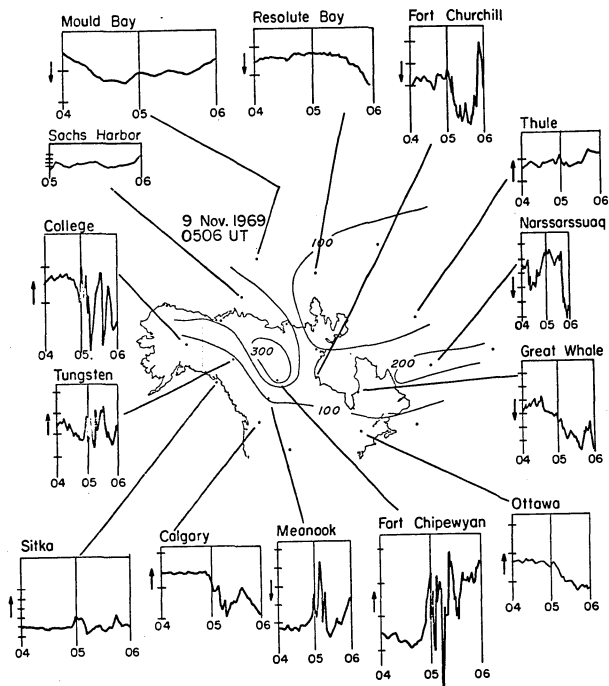 Mould Bay
Resolute Bay
Fort Churchill
04 05 06
04 05 06
04 05 06
Sachs Harbor
Thule
05 06
04 05 06
9 Nov. 1969
0506 UT
100
College
Narssarssuaq
04 05 06
04 05 06
300
200
Great Whale
Tungsten
100
04 05 06
04 05 06
Sitka
Calgary
Meanook
Fort Chipewyan
Ottawa
04 05 06
04 05 06
04 05 06
04 05 06
04 05 06